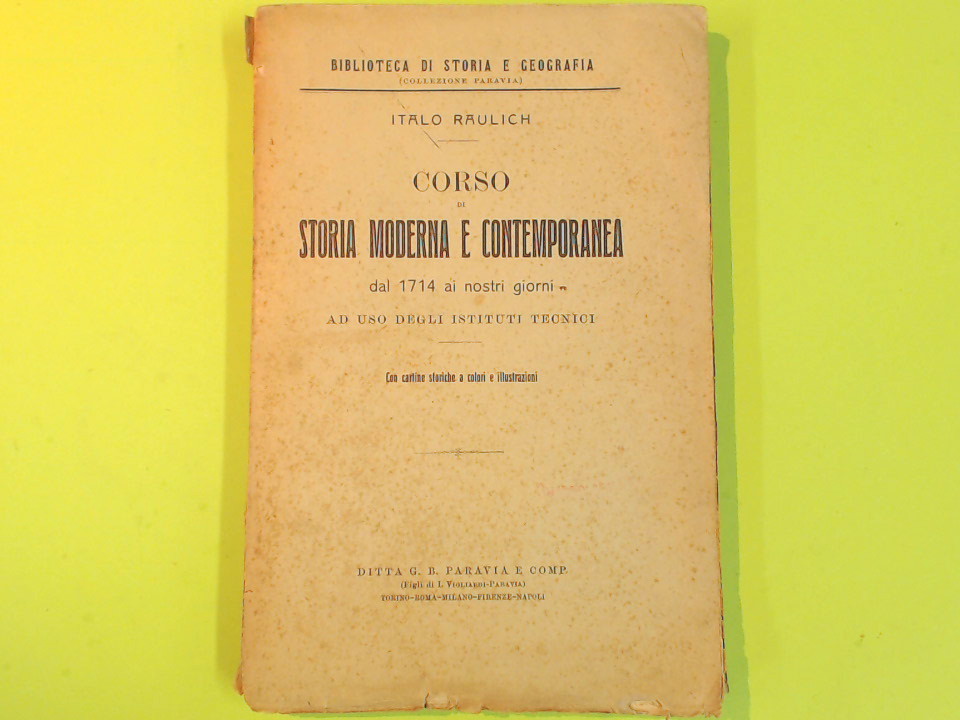 BIBLIOTECA DI STORIA E GEOGRAFIA
(COLLEZIONE PARAVIA)
ITALO RAULICH
CORSO
DI
STORIA MODERNA E CONTEMPORANEA
dal 1714 ai nostri giorni
AD USO DEGLI ISTITUTI TECNICI
Con cartine storiche a colori e illustrazioni
DITTA G. B. PARAVIA E COMP.
(Figli di I. VIGLIARDI-PARAVIA)
TORINO-ROMA-MILANO-FIRENZE-NAPOLI